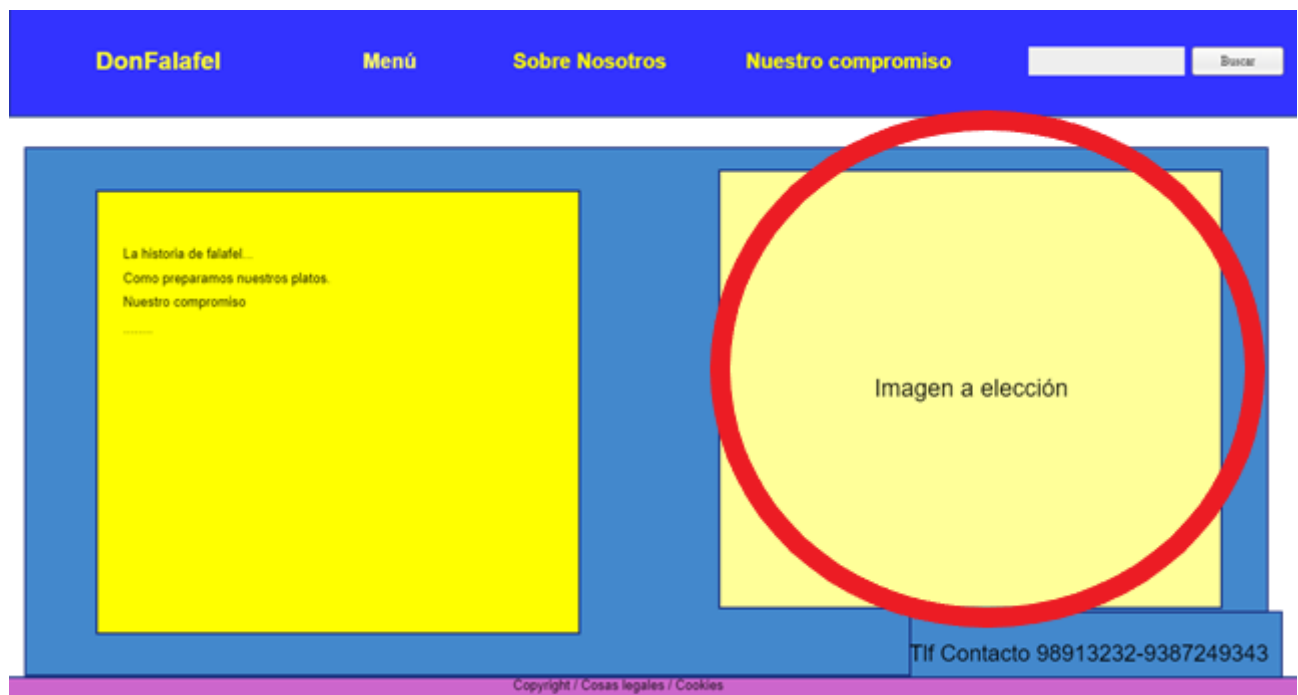 DonFalafel Menú Sobre Nosotros Nuestro compromiso Buscar
La historia de falafel...
Como preparamos nuestros platos.
Nuestro compromiso
........
Imagen a elección
Tlf Contacto 98913232-9387249343
Copyright / Cosas legales / Cookies